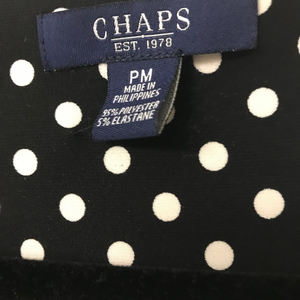 CHAPS
EST. 1978
PM
MADE IN
PHILIPPINES
95% POLYESTER
5% ELASTANE